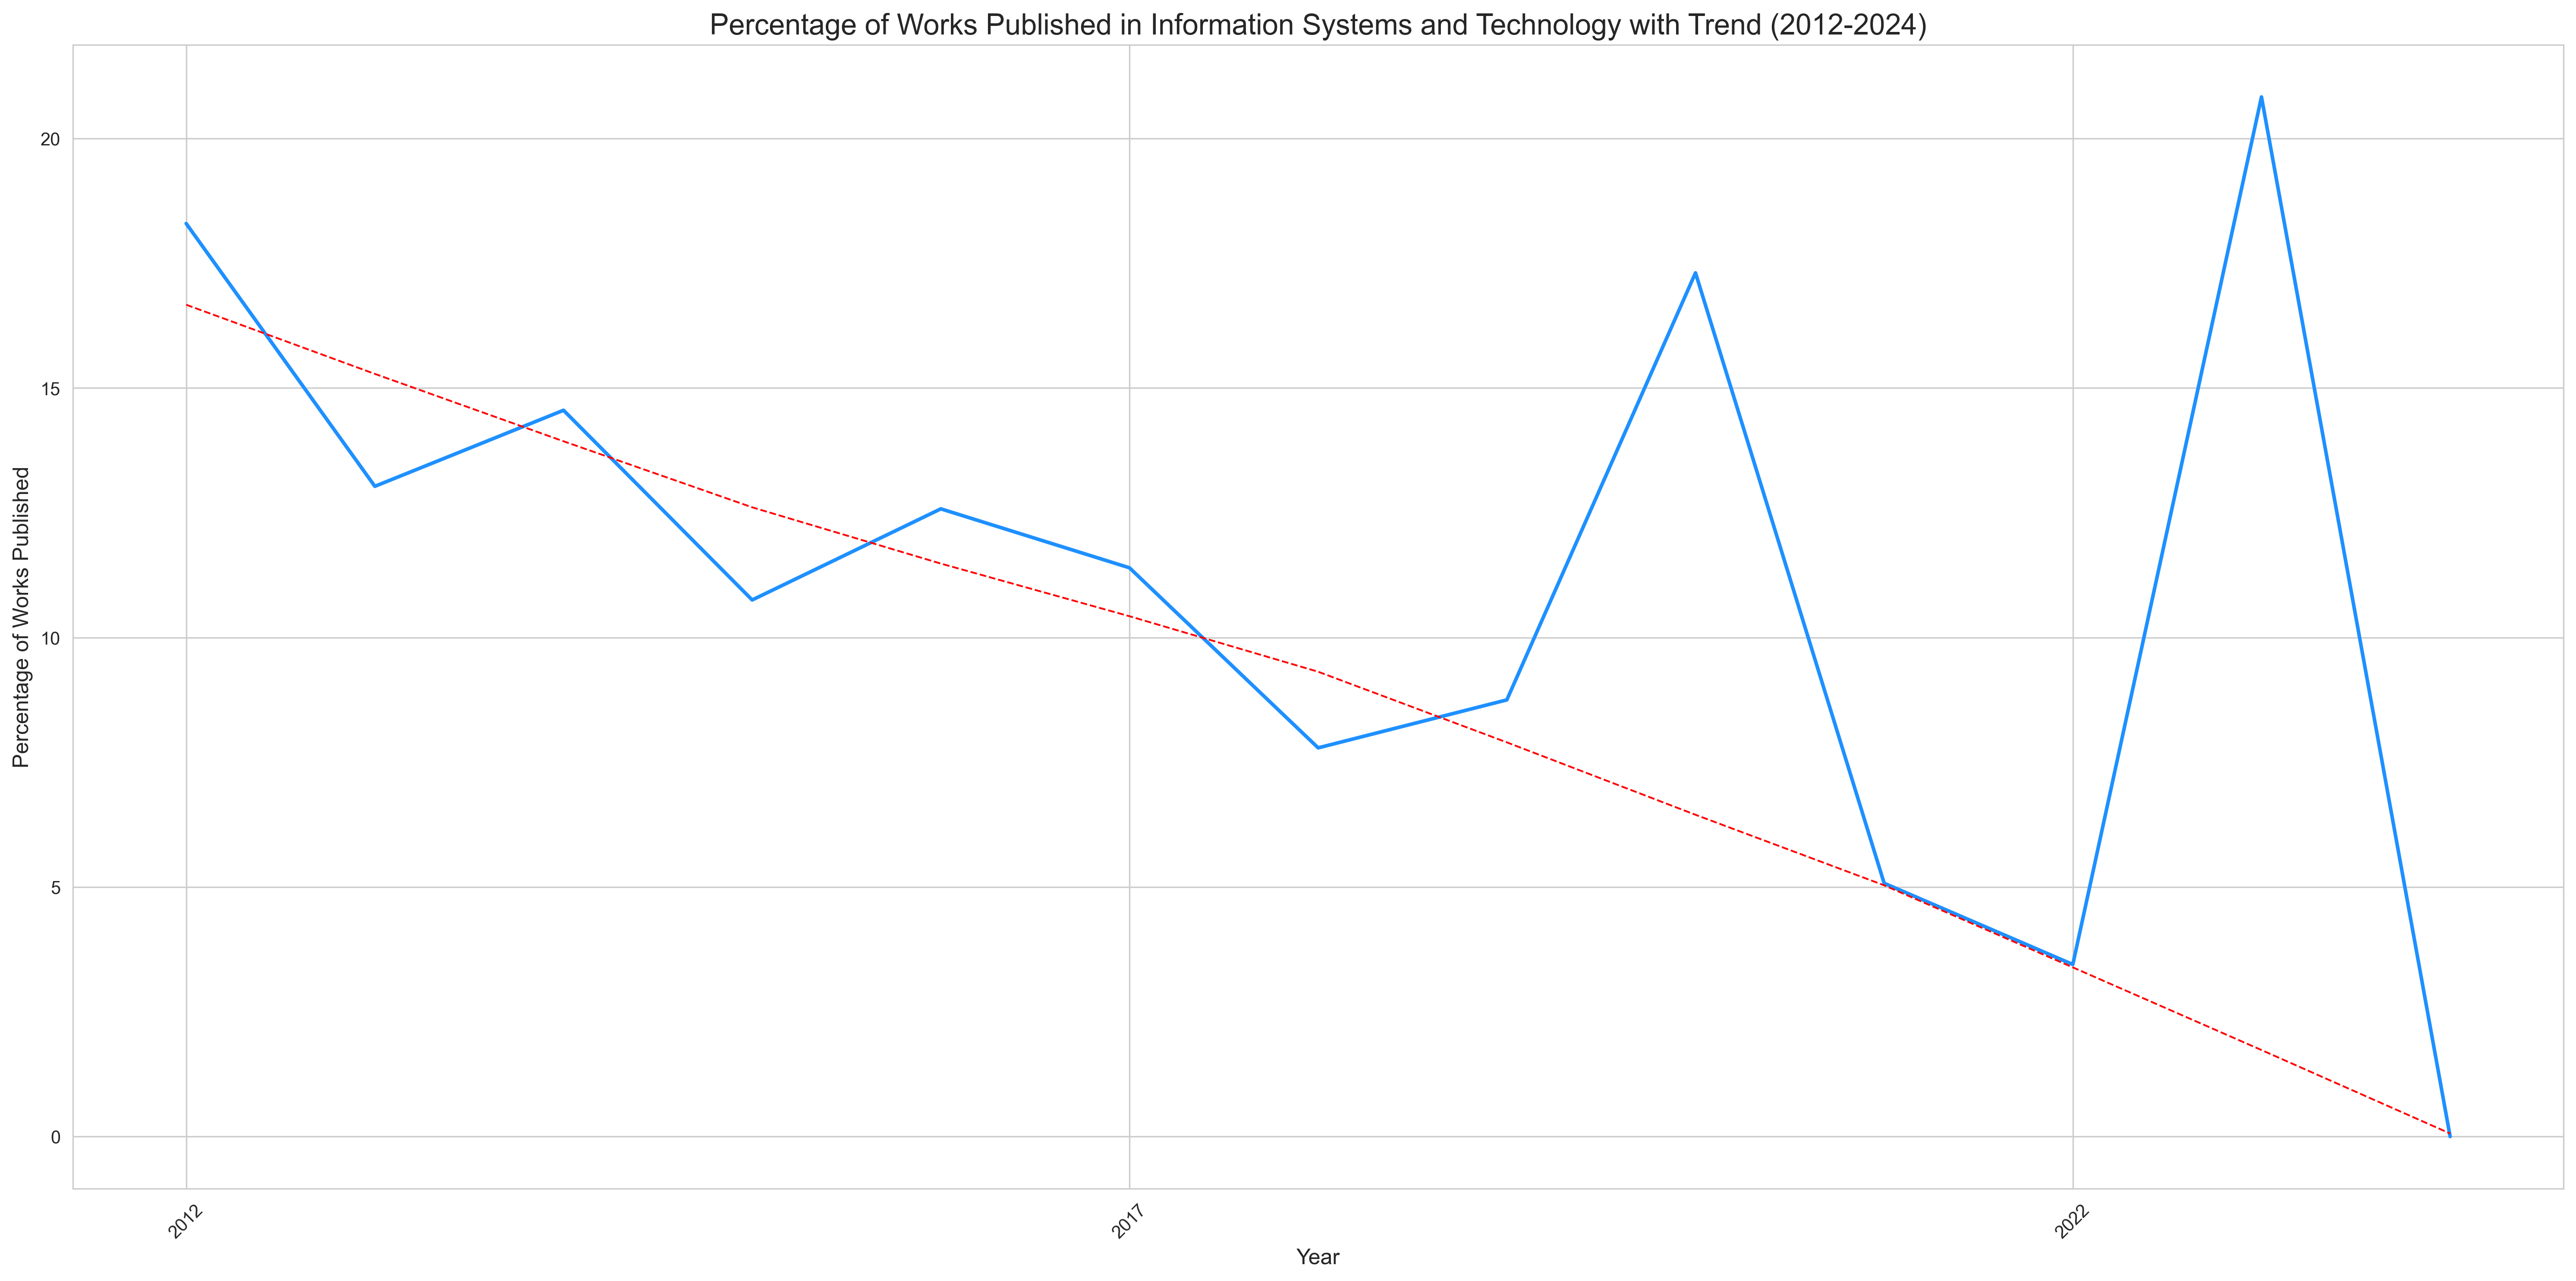 Percentage of Works Published in Information Systems and Technology with Trend (2012-2024)
Percentage of Works Published
20
15
10
5
0
2012
2017
2022
Year